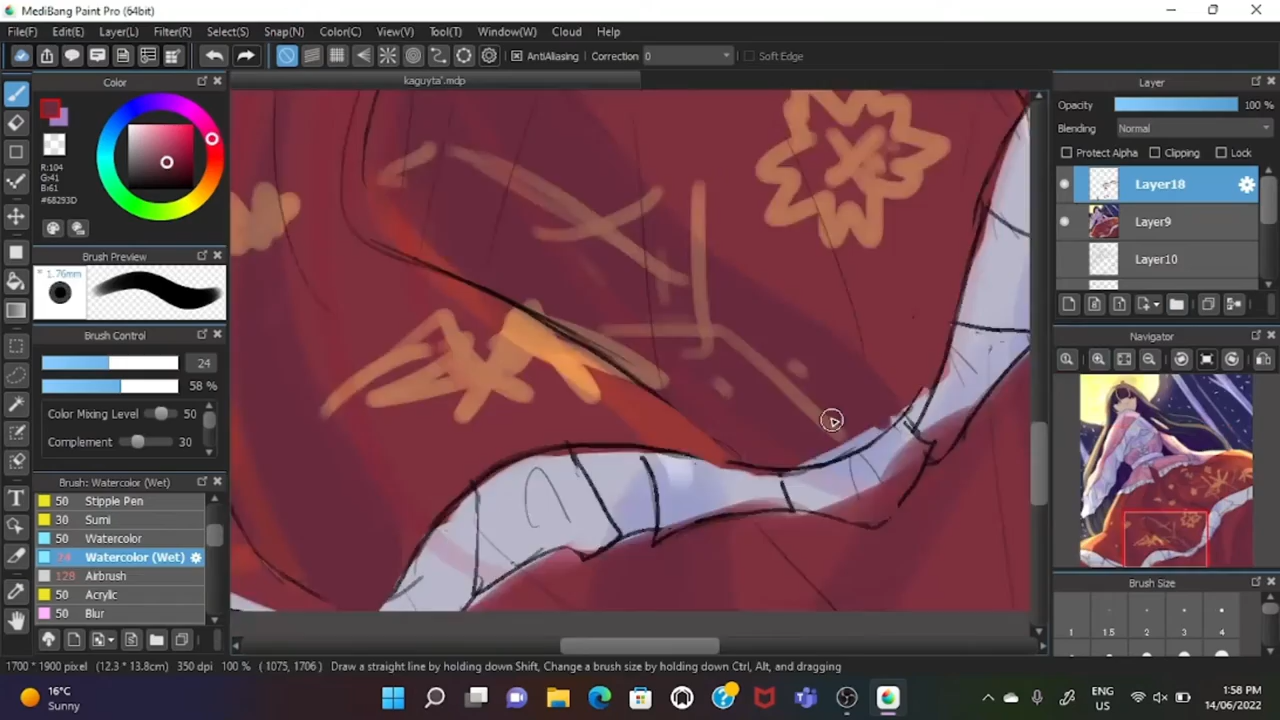 MediBang Paint Pro (64bit)
File(F) Edit(E) Layer(L) Filter(R) Select(S) Snap(N) Color(C) View(V) Tool(T) Window(W) Cloud Help
AntiAliasing Correction 0 Soft Edge
Color
R:104
G:41
B:61
#68293D
Brush Preview
* 1.76mm
Brush Control
24
58 %
Color Mixing Level 50
Complement 30
Brush: Watercolor (Wet)
50 Stipple Pen
30 Sumi
50 Watercolor
24 Watercolor (Wet)
128 Airbrush
50 Acrylic
50 Blur
Layer
Opacity 100 %
Blending Normal
Protect Alpha Clipping Lock
Layer18
Layer9
Layer10
Navigator
Brush Size
1 1.5 2 3 4
1700 * 1900 pixel (12.3 * 13.8cm) 350 dpi 100 % ( 1075, 1706 ) Draw a straight line by holding down Shift, Change a brush size by holding down Ctrl, Alt, and dragging
16°C
Sunny
ENG
US
1:58 PM
14/06/2022